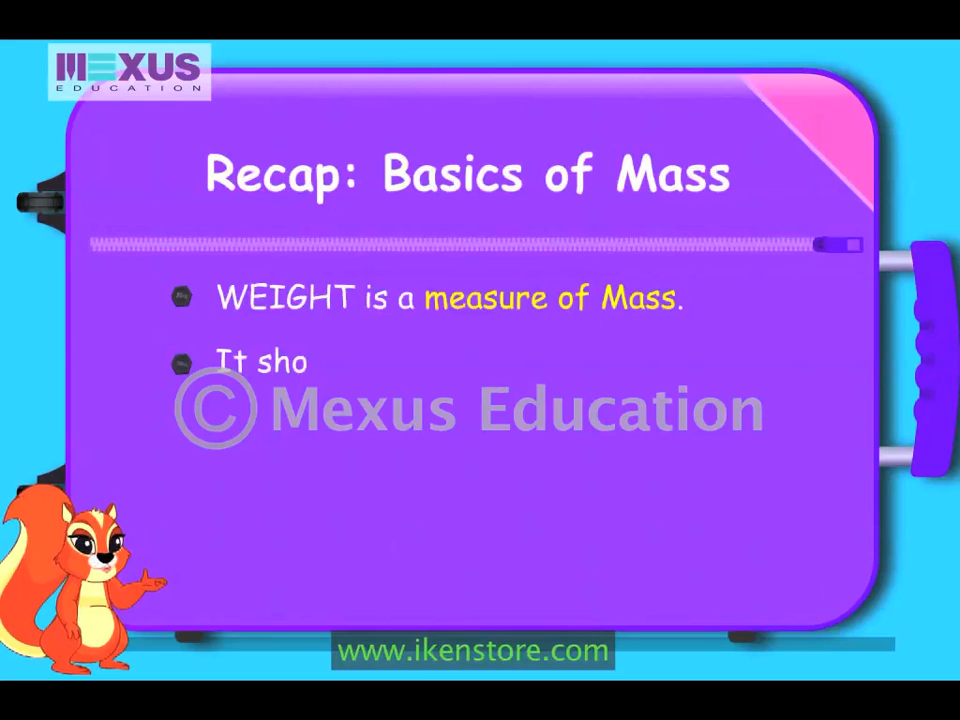 MEXUS
EDUCATION
Recap: Basics of Mass
WEIGHT is a measure of Mass.
It sho
© Mexus Education
www.ikenstore.com